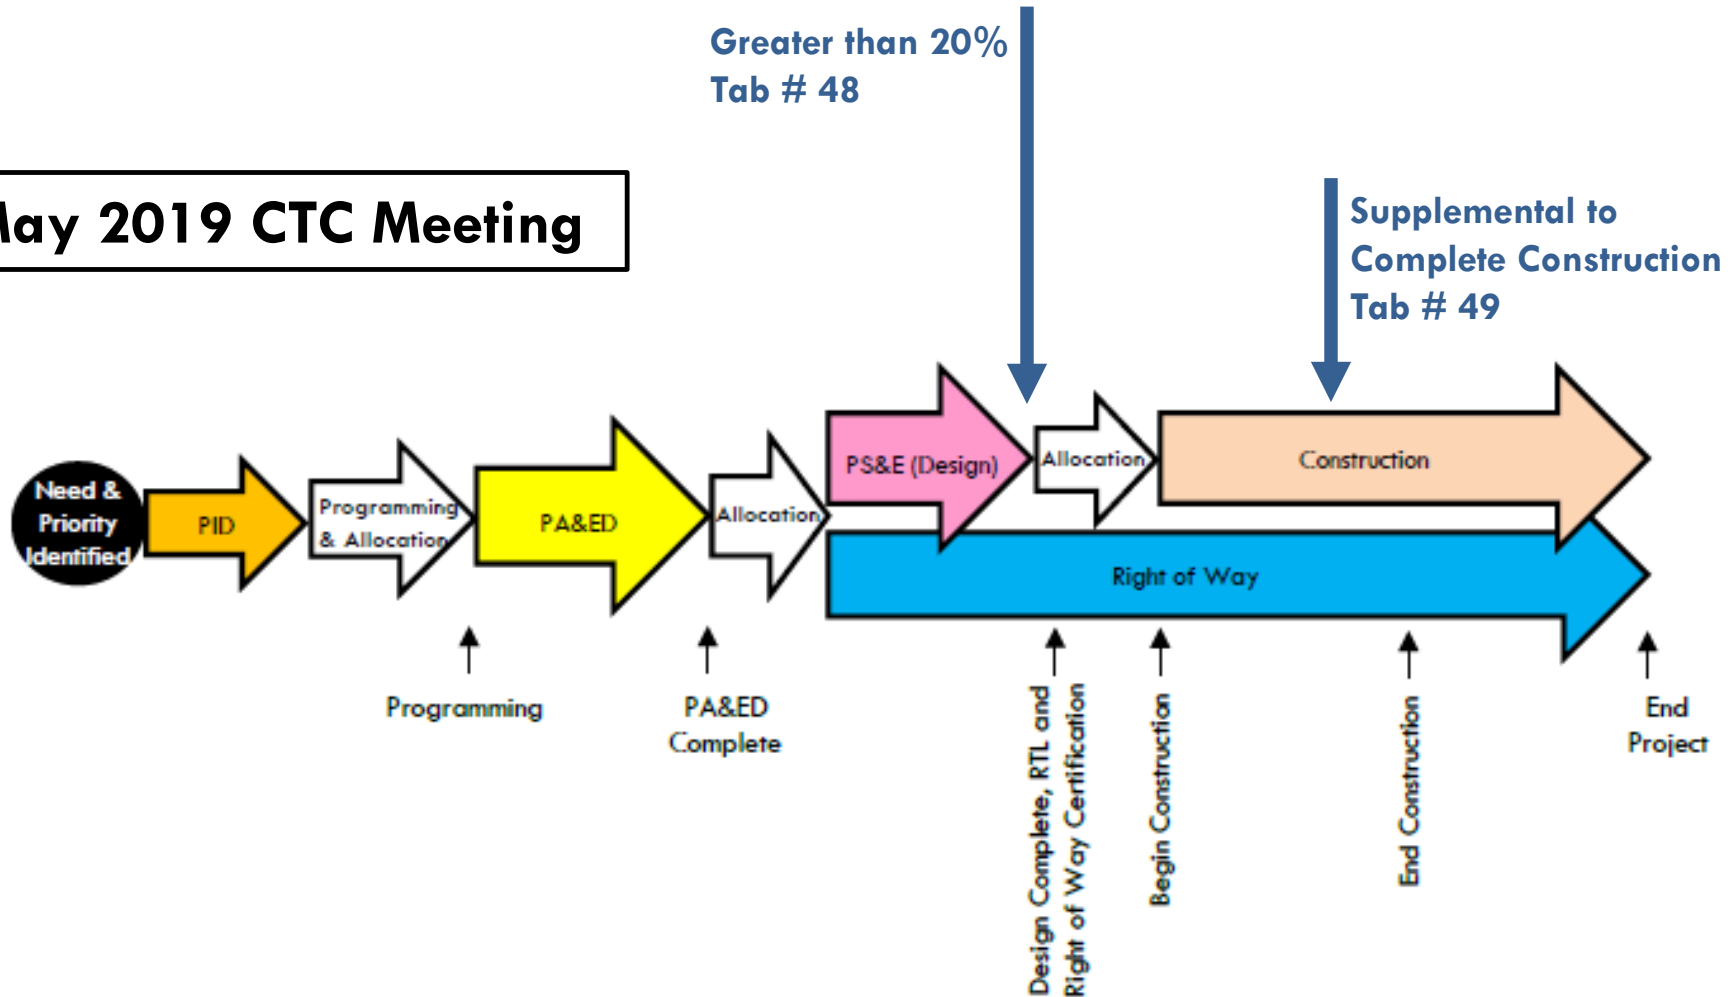 Greater than 20%
Tab # 48
May 2019 CTC Meeting
Supplemental to
Complete Construction
Tab # 49
Need &
Priority
Identified
PID
Programming
& Allocation
PA&ED
Allocation
PS&E (Design)
Allocation
Construction
Right of Way
Programming
PA&ED
Complete
Design Complete, RTL and
Right of Way Certification
Begin Construction
End Construction
End
Project